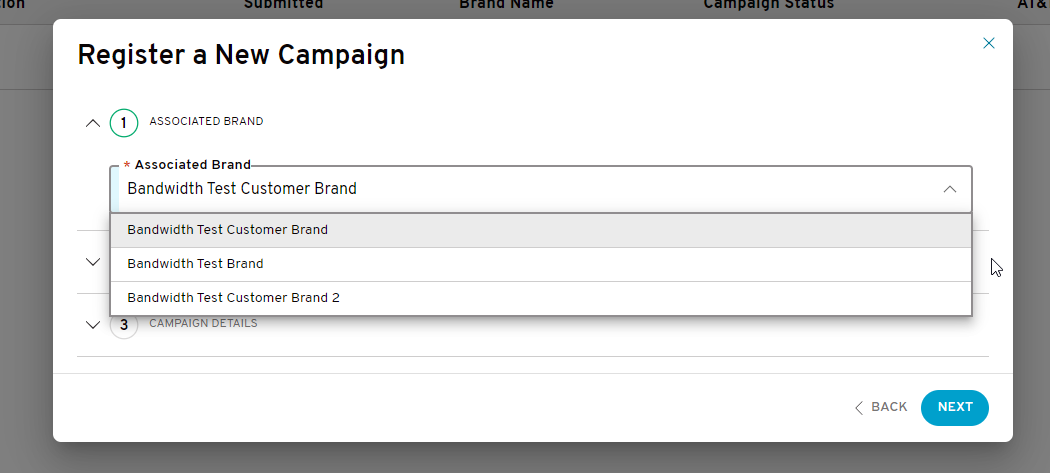 Submitted Brand Name Campaign Status AT&
Register a New Campaign
1 ASSOCIATED BRAND
* Associated Brand
Bandwidth Test Customer Brand
Bandwidth Test Customer Brand
Bandwidth Test Brand
Bandwidth Test Customer Brand 2
3 CAMPAIGN DETAILS
BACK NEXT